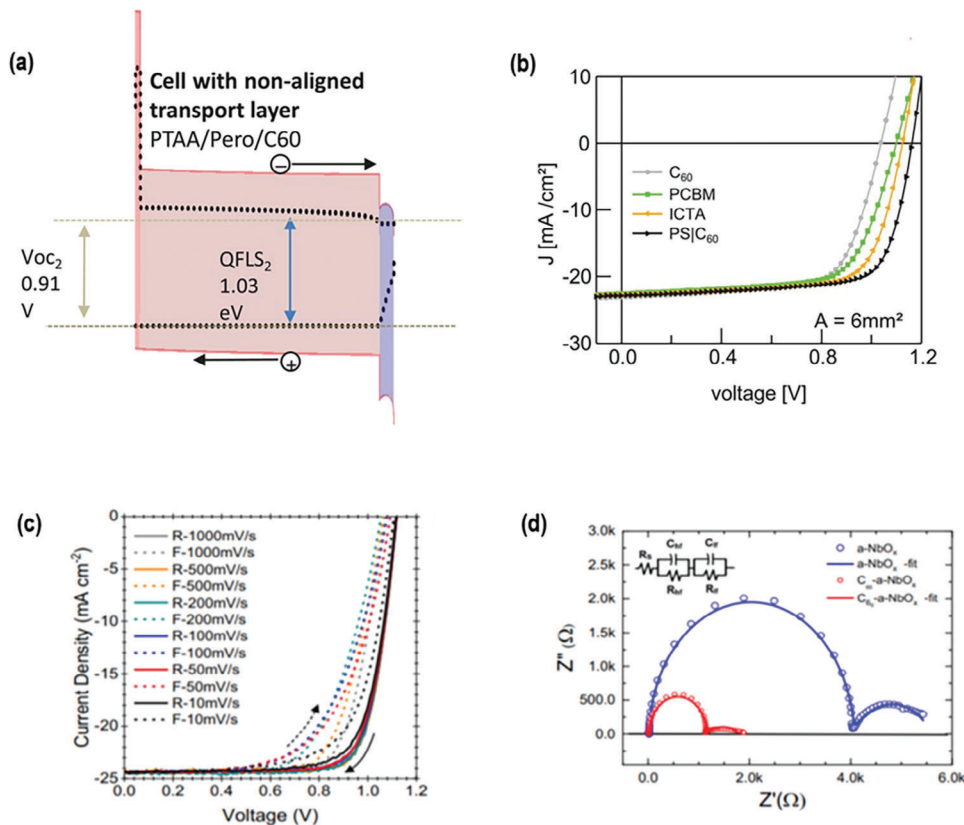 (a)
Cell with non-aligned
transport layer
PTAA/Pero/C60
−
Voc₂
0.91
V
QFLS₂
1.03
eV
+
(b)
10
0
-10
-20
-30
J [mA /cm²]
C₆₀
PCBM
ICTA
PS|C₆₀
A = 6mm²
0.0 0.4 0.8 1.2
voltage [V]
(c)
0
-5
-10
-15
-20
-25
Current Density (mA cm⁻²)
R-1000mV/s
F-1000mV/s
R-500mV/s
F-500mV/s
R-200mV/s
F-200mV/s
R-100mV/s
F-100mV/s
R-50mV/s
F-50mV/s
R-10mV/s
F-10mV/s
0.0 0.2 0.4 0.6 0.8 1.0 1.2
Voltage (V)
(d)
3.0k
2.5k
2.0k
1.5k
1.0k
500.0
0.0
Z"(Ω)
Chf Clf
Rs
Rhf Rlf
a-NbOₓ
a-NbOₓ -fit
C₆₀-a-NbOₓ
C₆₀-a-NbOₓ -fit
0.0 2.0k 4.0k 6.0k
Z'(Ω)